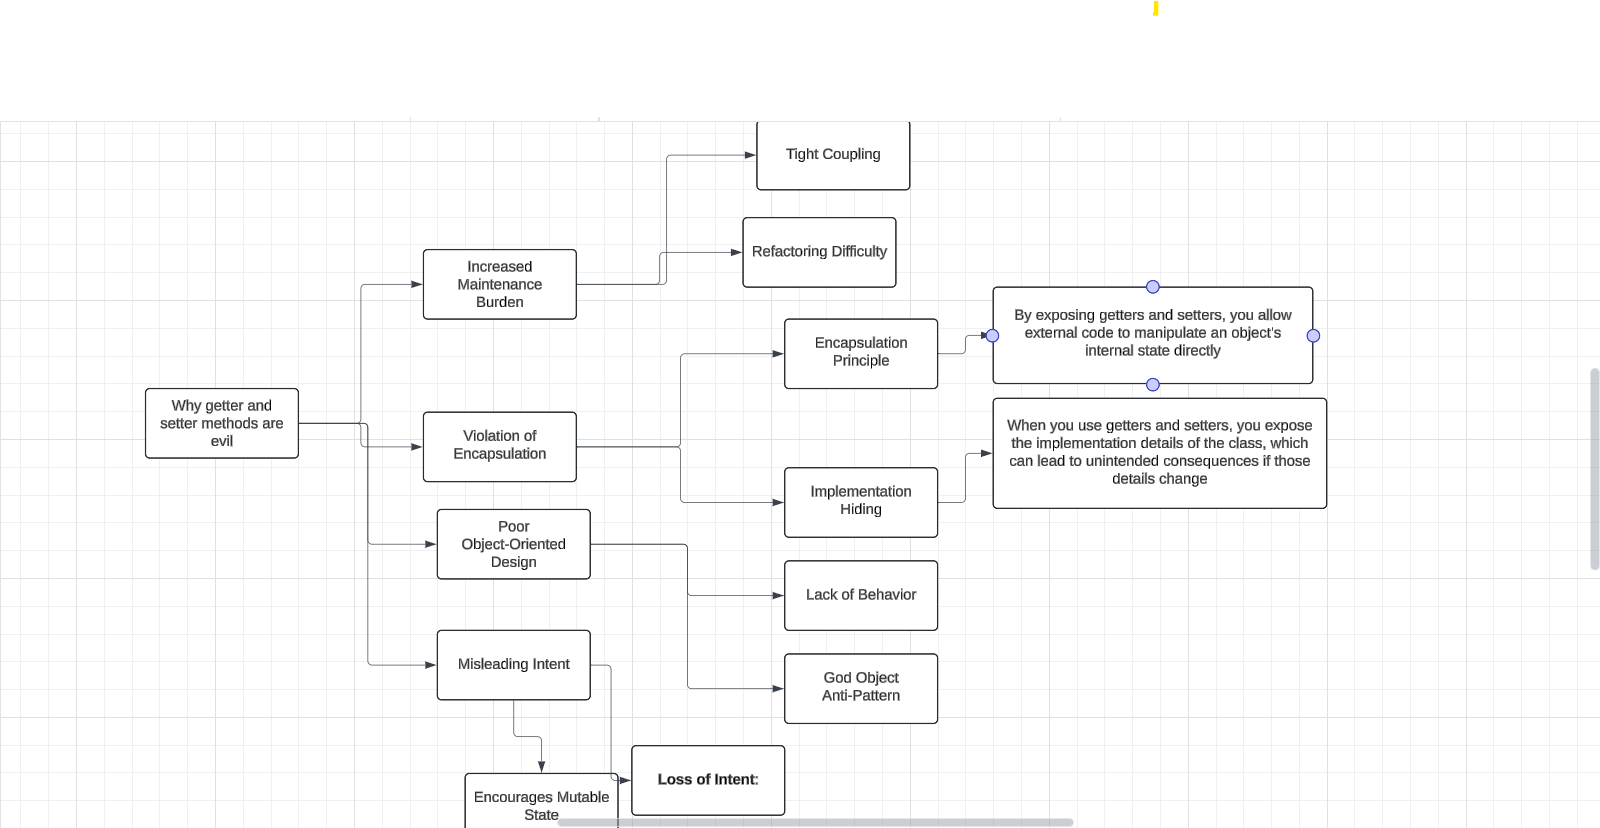 Tight Coupling
Refactoring Difficulty
Increased
Maintenance
Burden
By exposing getters and setters, you allow
external code to manipulate an object's
internal state directly
Encapsulation
Principle
Why getter and
setter methods are
evil
When you use getters and setters, you expose
the implementation details of the class, which
can lead to unintended consequences if those
details change
Violation of
Encapsulation
Implementation
Hiding
Poor
Object-Oriented
Design
Lack of Behavior
Misleading Intent
God Object
Anti-Pattern
Loss of Intent:
Encourages Mutable
State